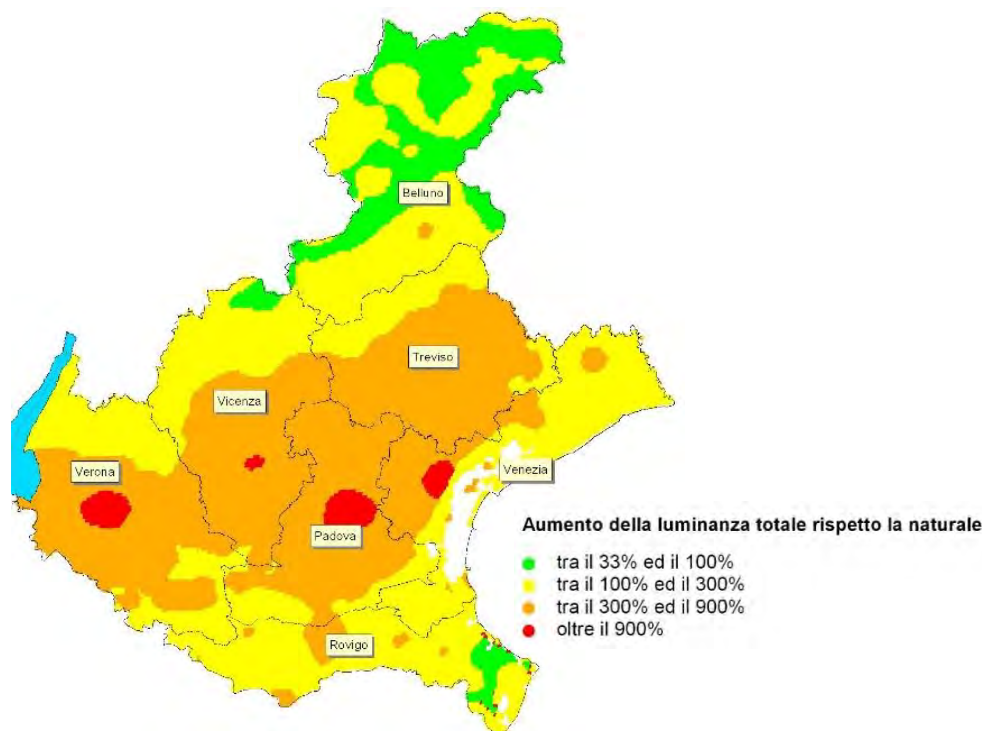 Belluno
Treviso
Vicenza
Verona
Venezia
Padova
Rovigo
Aumento della luminanza totale rispetto la naturale
tra il 33% ed il 100%
tra il 100% ed il 300%
tra il 300% ed il 900%
oltre il 900%